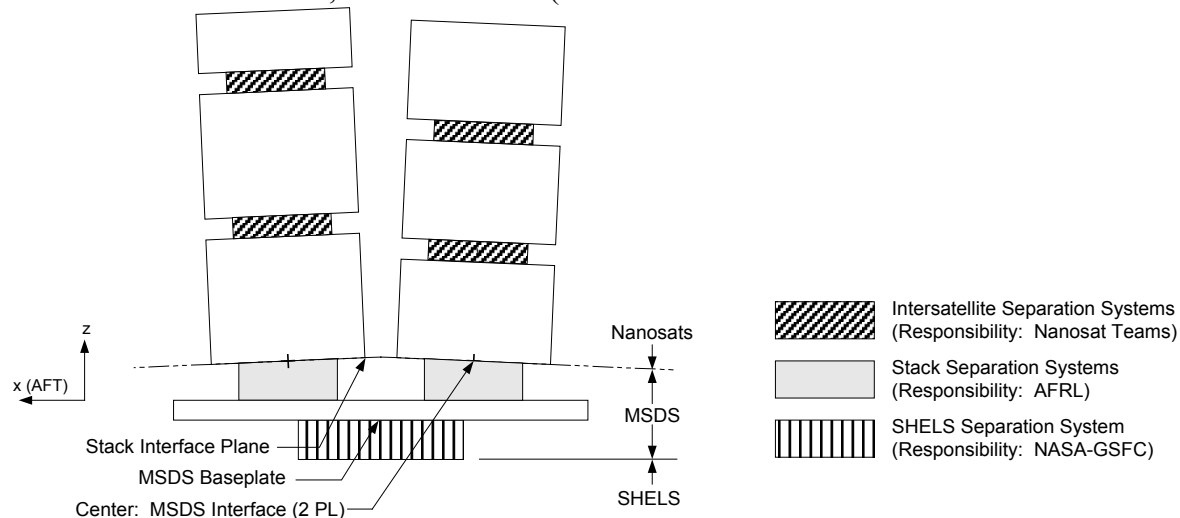 z
x (AFT)
Nanosats
MSDS
SHELS
Stack Interface Plane
MSDS Baseplate
Center: MSDS Interface (2 PL)
Intersatellite Separation Systems
(Responsibility: Nanosat Teams)
Stack Separation Systems
(Responsibility: AFRL)
SHELS Separation System
(Responsibility: NASA-GSFC)